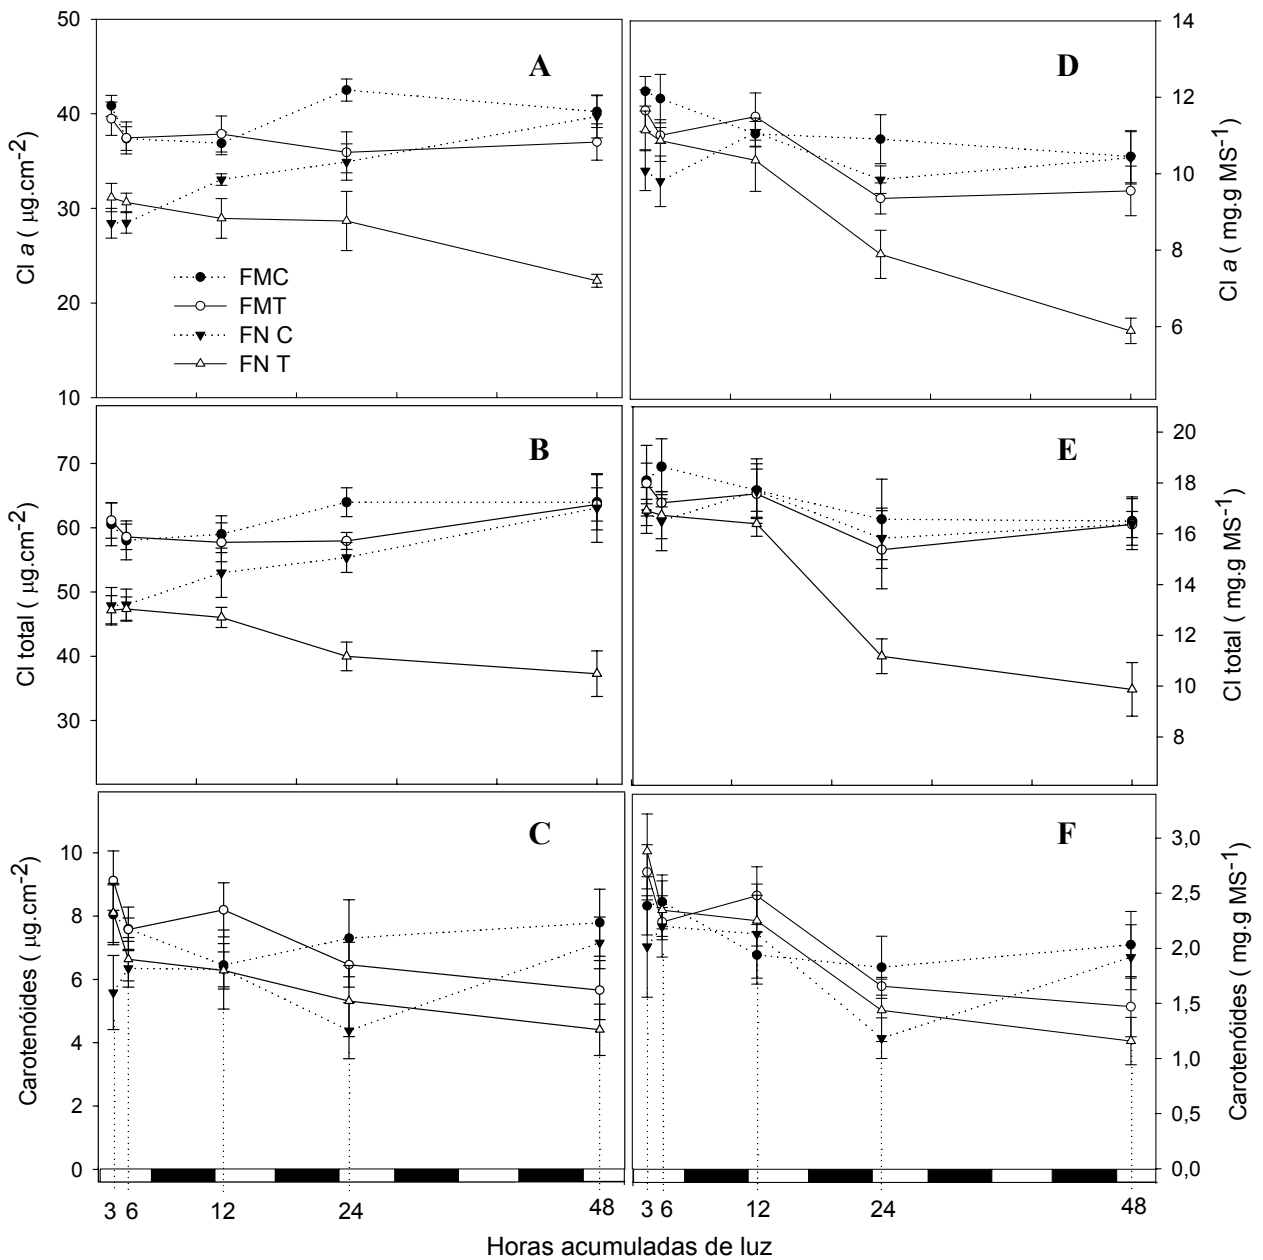 50
40
30
20
10
Cl a ( μg.cm-2)
A
FMC
FMT
FN C
FN T
14
12
10
8
6
Cl a ( mg.g MS-1)
D
70
60
50
40
30
Cl total ( μg.cm-2)
B
20
18
16
14
12
10
8
Cl total ( mg.g MS-1)
E
10
8
6
4
2
0
Carotenóides ( μg.cm-2)
C
3,0
2,5
2,0
1,5
1,0
0,5
0,0
Carotenóides ( mg.g MS-1)
F
3 6 12 24 48
3 6 12 24 48
Horas acumuladas de luz